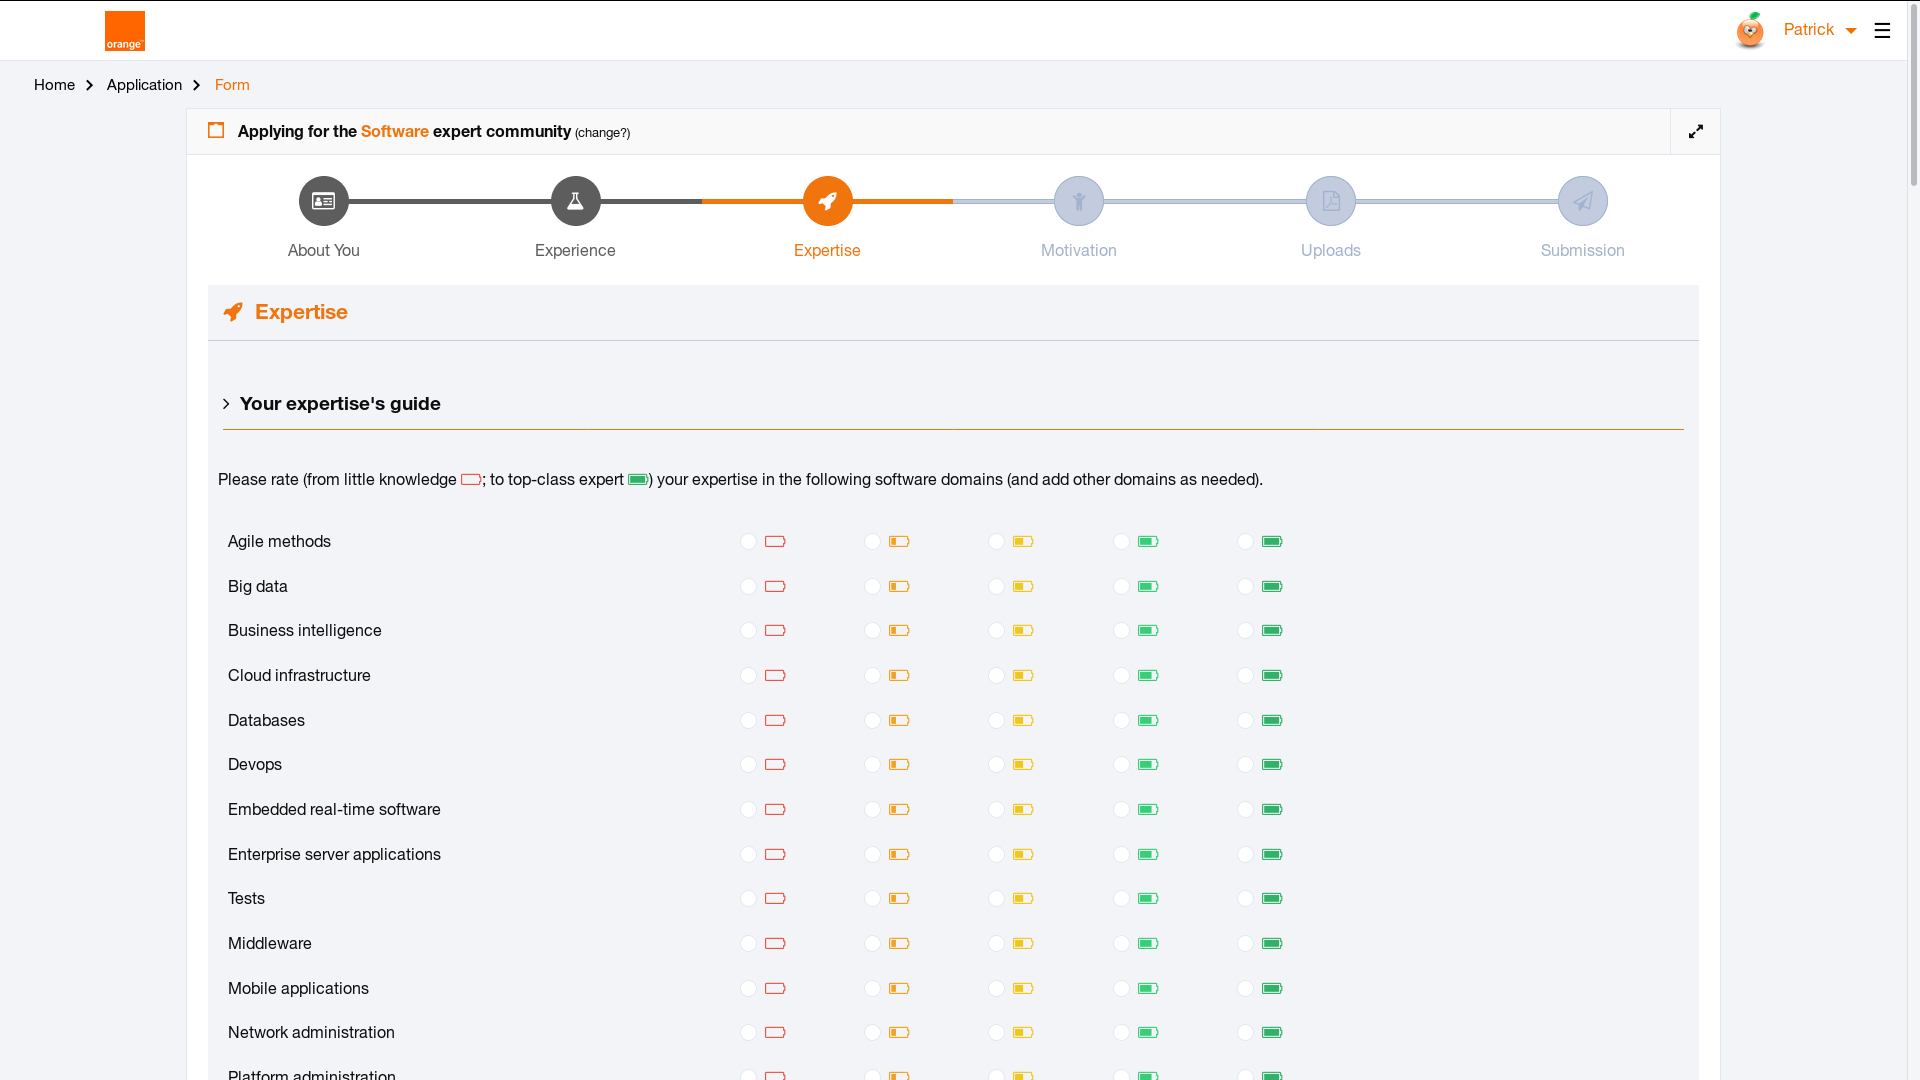 orange™
Patrick
Home Application Form
Applying for the Software expert community (change?)
About You Experience Expertise Motivation Uploads Submission
Expertise
Your expertise's guide
Please rate (from little knowledge ; to top-class expert ) your expertise in the following software domains (and add other domains as needed).
Agile methods
Big data
Business intelligence
Cloud infrastructure
Databases
Devops
Embedded real-time software
Enterprise server applications
Tests
Middleware
Mobile applications
Network administration
Platform administration